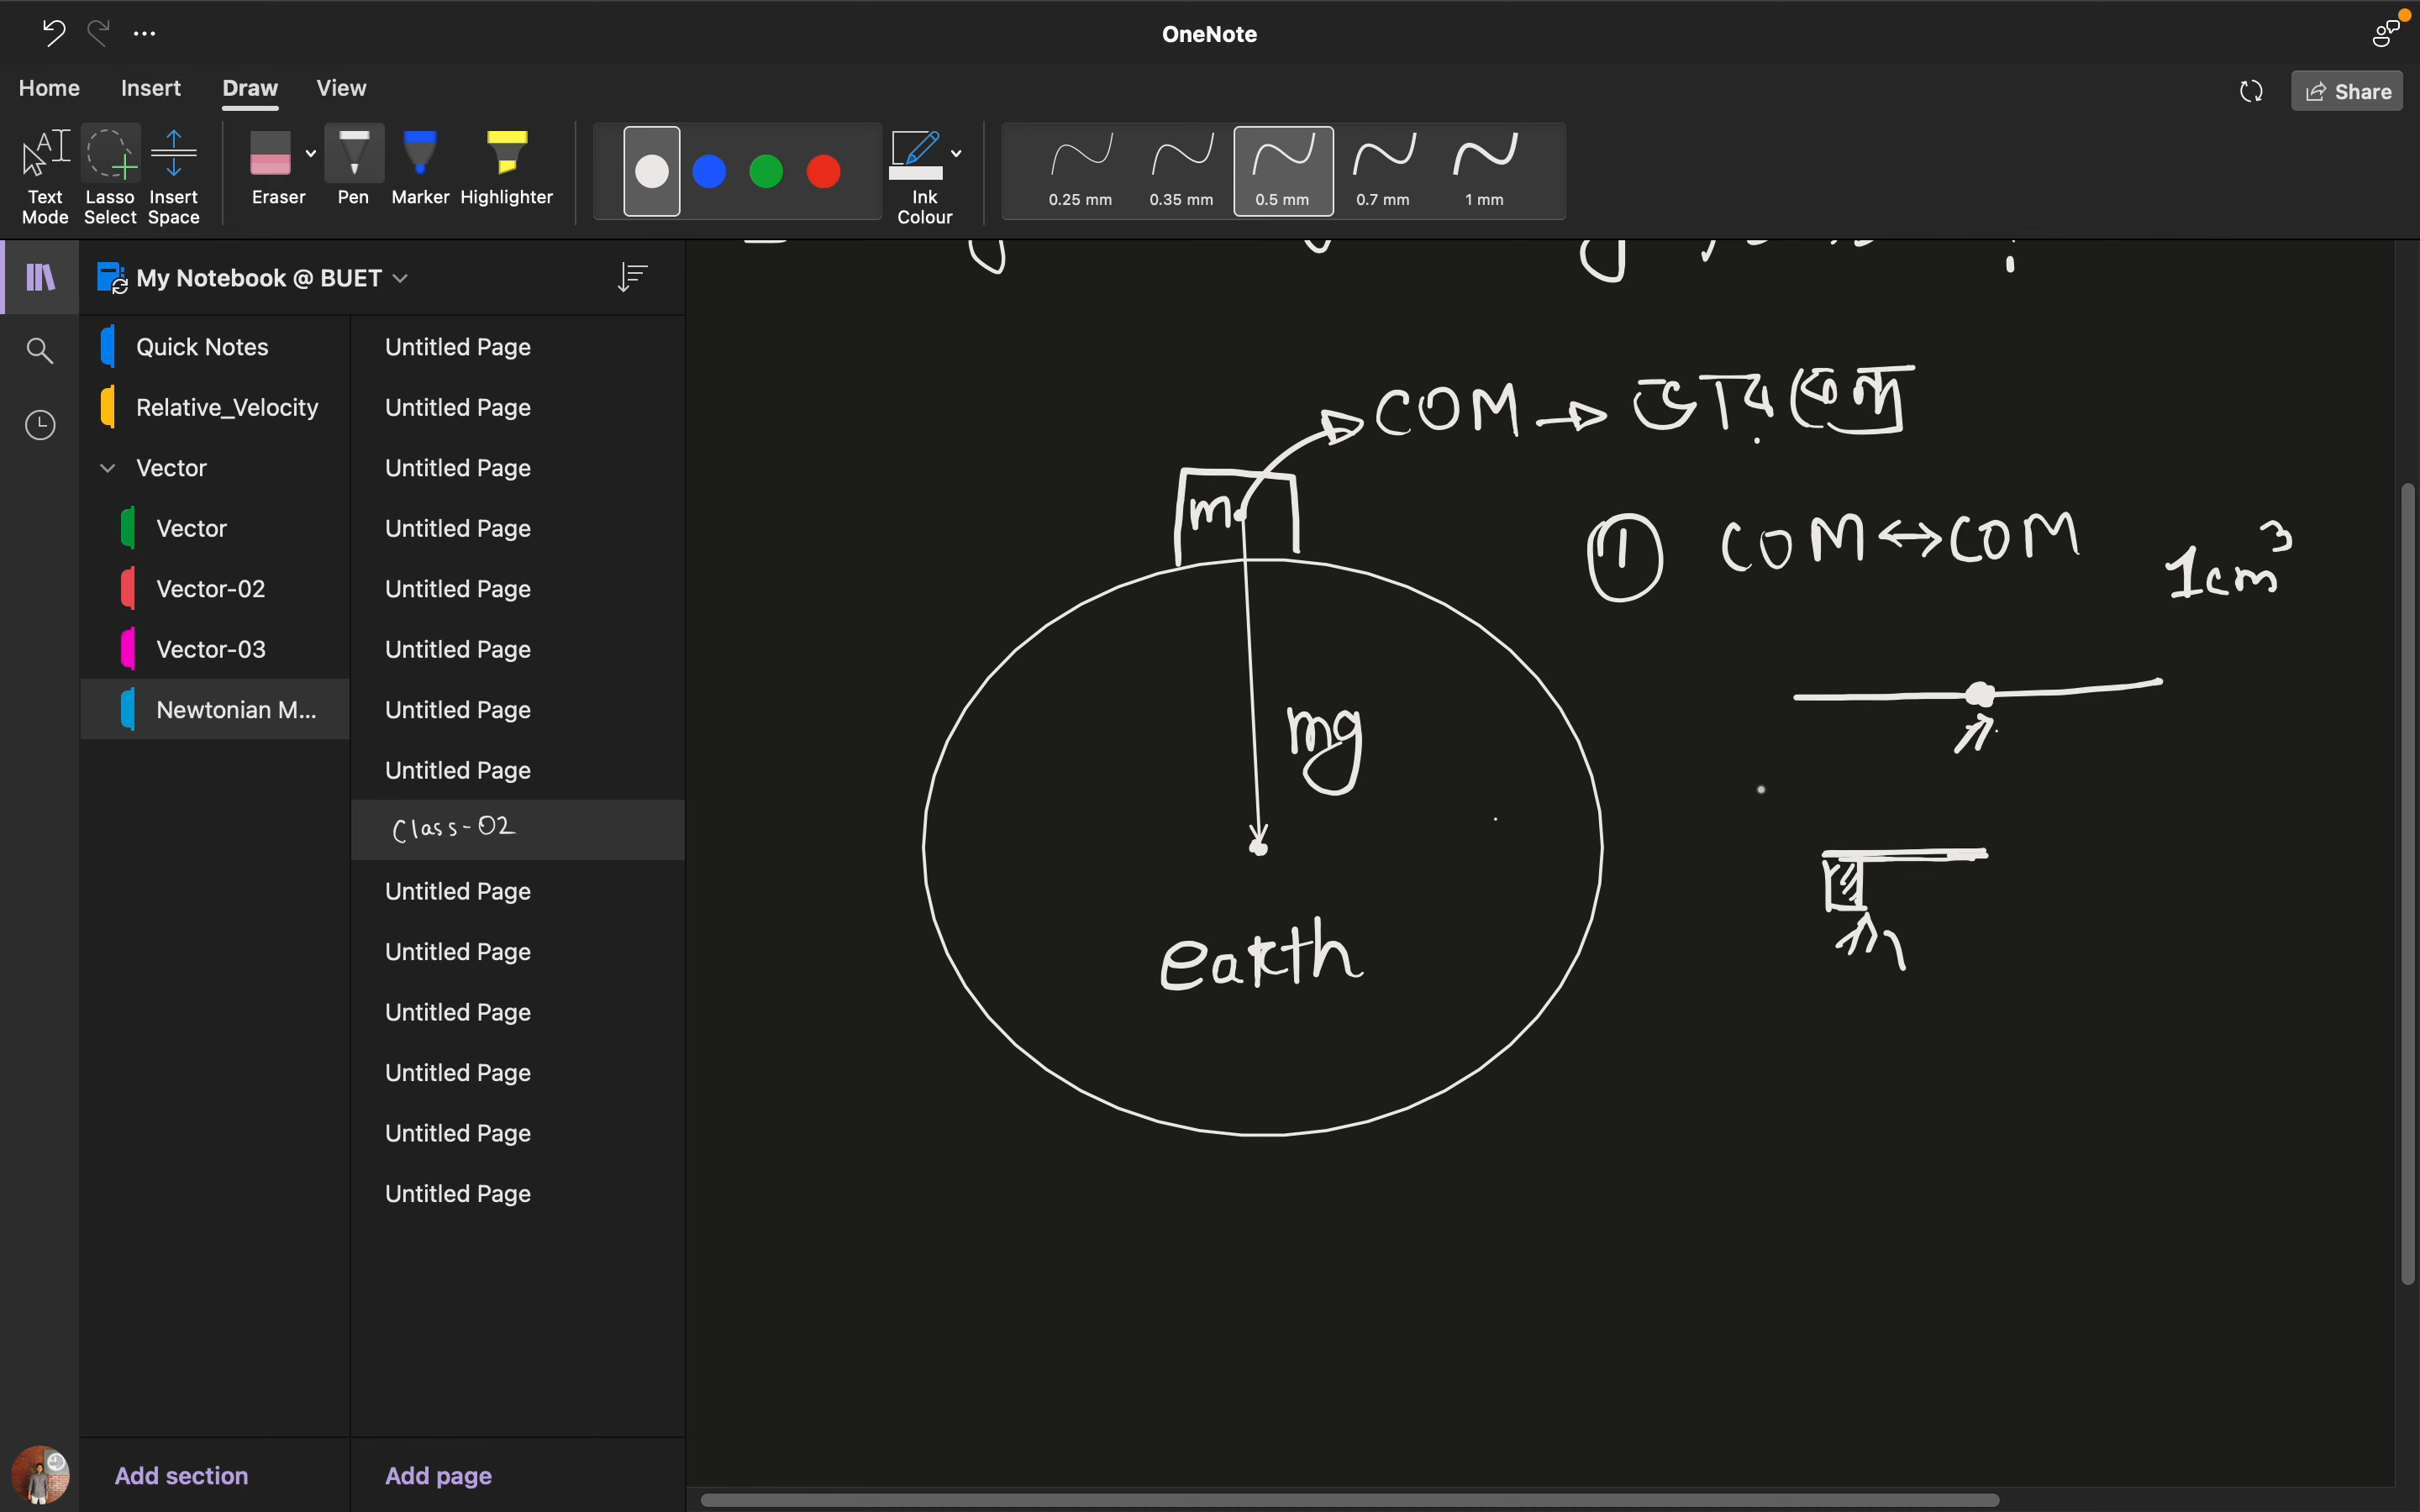 OneNote
Home Insert Draw View
Share
Text Mode
Lasso Select
Insert Space
Eraser
Pen
Marker
Highlighter
Ink Colour
0.25 mm
0.35 mm
0.5 mm
0.7 mm
1 mm
My Notebook @ BUET
Quick Notes
Relative_Velocity
Vector
Vector
Vector-02
Vector-03
Newtonian M...
Untitled Page
Untitled Page
Untitled Page
Untitled Page
Untitled Page
Untitled Page
Untitled Page
Untitled Page
Class-02
Untitled Page
Untitled Page
Untitled Page
Untitled Page
Untitled Page
Untitled Page
Add section
Add page
COM →
m
① COM ↔ COM
1cm³
mg
earth